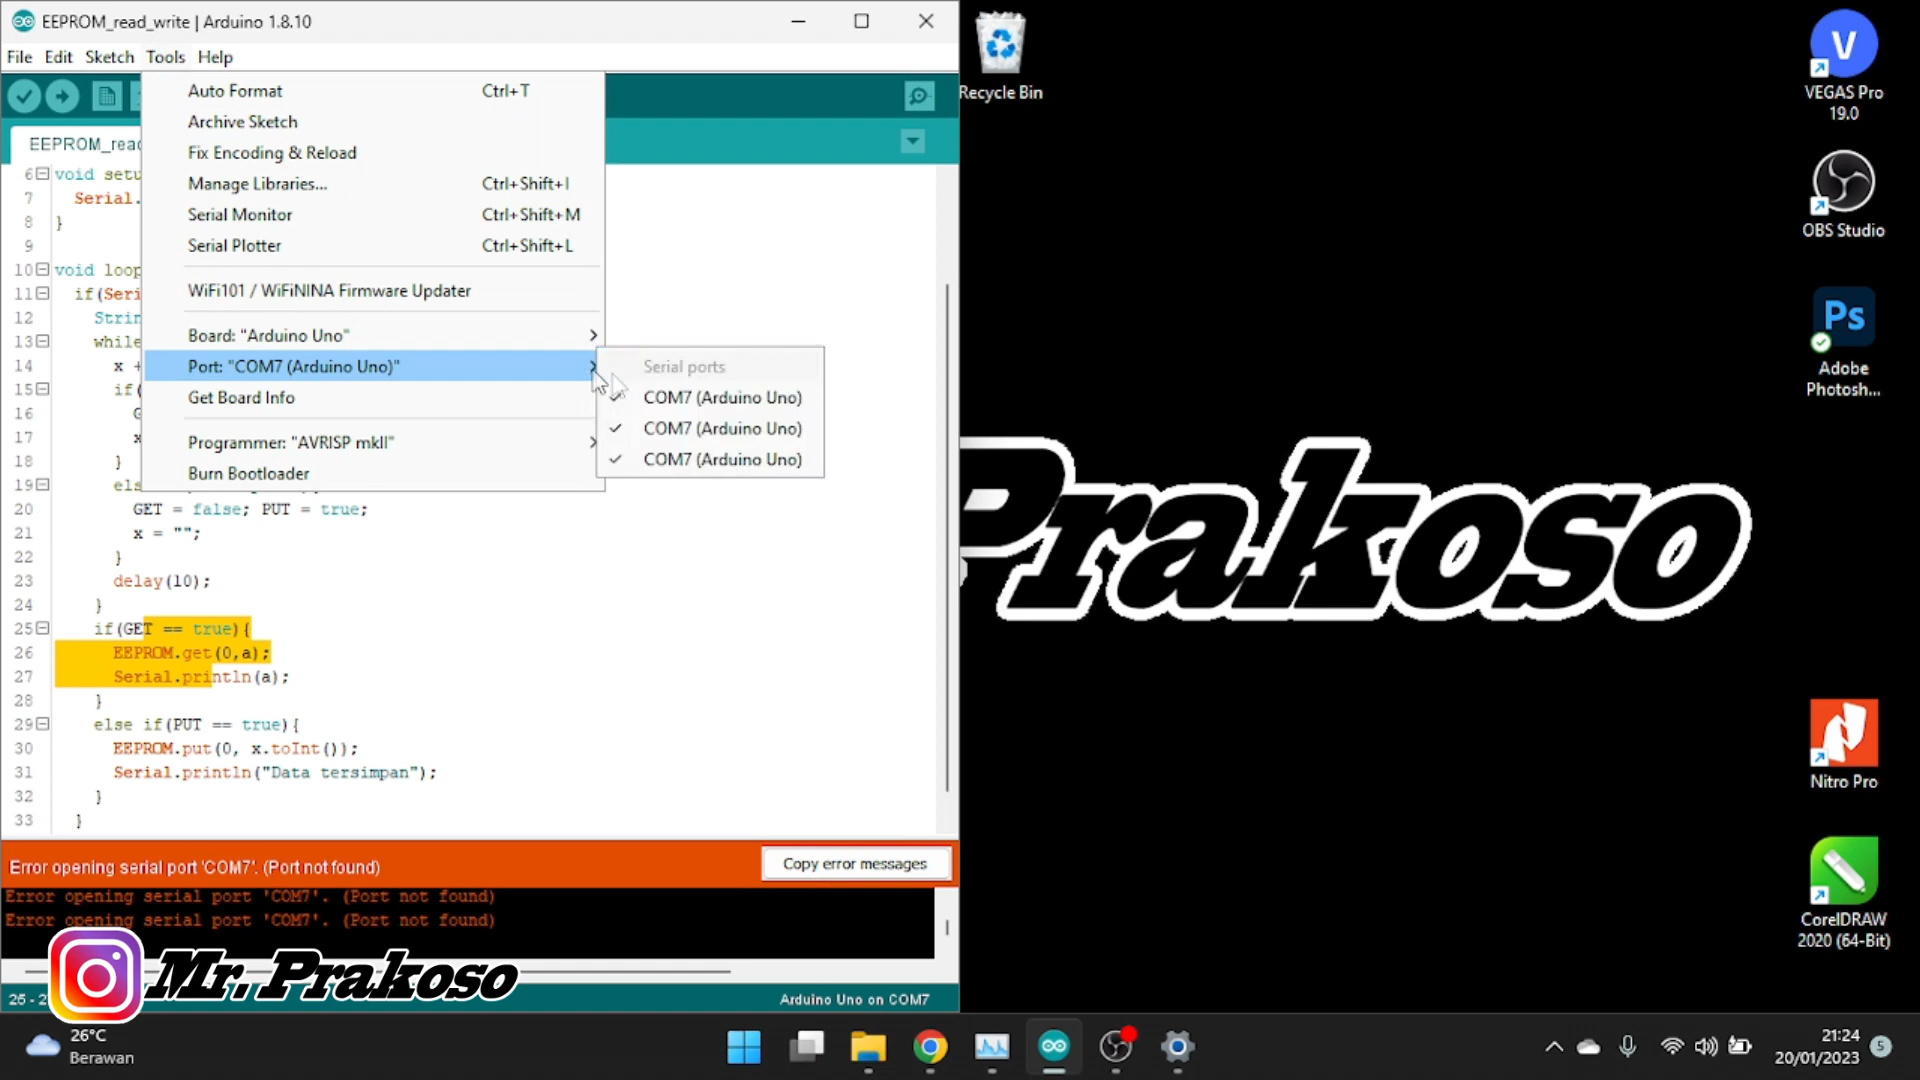 EEPROM_read_write | Arduino 1.8.10
File Edit Sketch Tools Help
EEPROM_read
Auto Format Ctrl+T
Archive Sketch
Fix Encoding & Reload
Manage Libraries... Ctrl+Shift+I
Serial Monitor Ctrl+Shift+M
Serial Plotter Ctrl+Shift+L
WiFi101 / WiFiNINA Firmware Updater
Board: "Arduino Uno"
Port: "COM7 (Arduino Uno)"
Get Board Info
Programmer: "AVRISP mkII"
Burn Bootloader
Serial ports
COM7 (Arduino Uno)
COM7 (Arduino Uno)
COM7 (Arduino Uno)
6 void setu
7 Serial.
8 }
9
10 void loop
11 if(Seri
12 Strin
13 while
14 x +
15 if(
16 G
17 x
18 }
19 els
20 GET = false; PUT = true;
21 x = "";
22 }
23 delay(10);
24 }
25 if(GET == true){
26 EEPROM.get(0,a);
27 Serial.println(a);
28 }
29 else if(PUT == true){
30 EEPROM.put(0, x.toInt());
31 Serial.println("Data tersimpan");
32 }
33 }
Error opening serial port 'COM7'. (Port not found)
Copy error messages
Error opening serial port 'COM7'. (Port not found)
Error opening serial port 'COM7'. (Port not found)
Mr. Prakoso
25 - 2
Arduino Uno on COM7
Recycle Bin
V
VEGAS Pro
19.0
OBS Studio
Ps
Adobe
Photosh...
Prakoso
Nitro Pro
CorelDRAW
2020 (64-Bit)
26°C
Berawan
21:24
20/01/2023
5